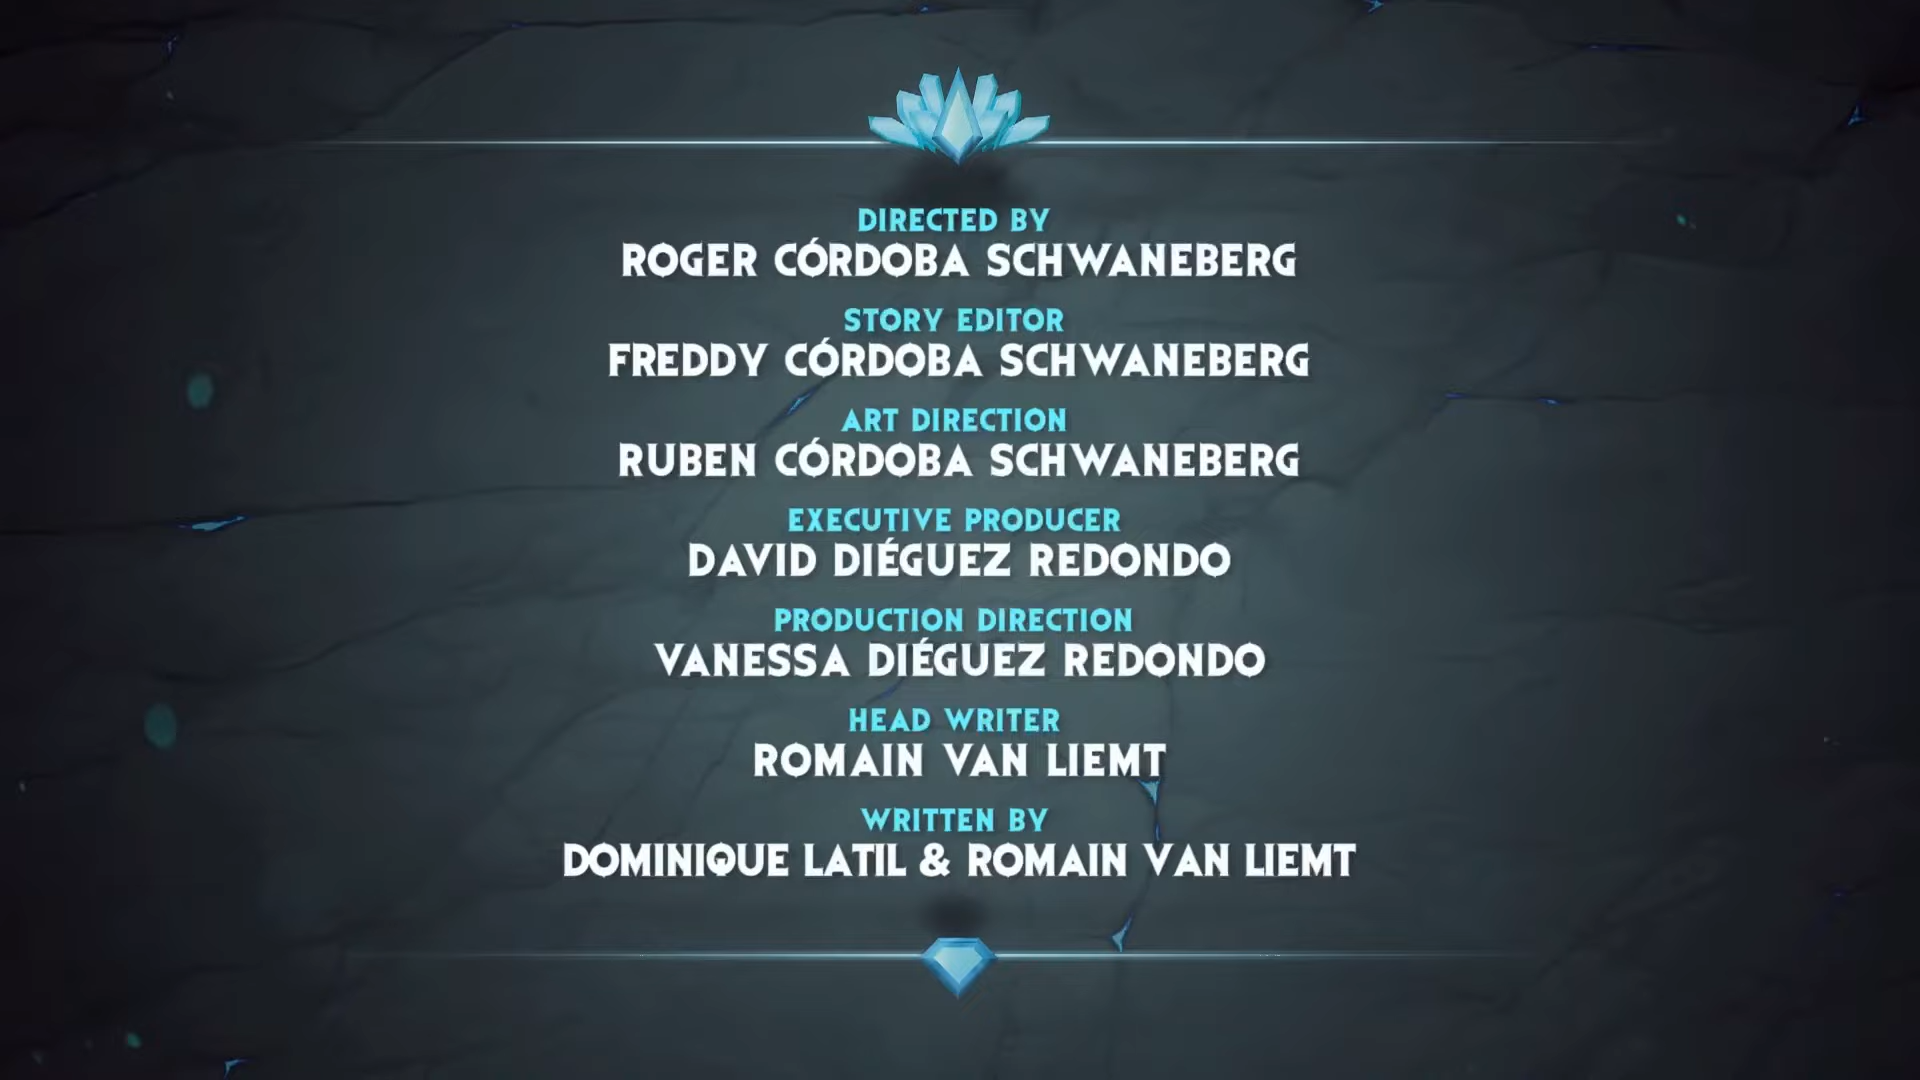 DIRECTED BY
ROGER CÓRDOBA SCHWANEBERG
STORY EDITOR
FREDDY CÓRDOBA SCHWANEBERG
ART DIRECTION
RUBEN CÓRDOBA SCHWANEBERG
EXECUTIVE PRODUCER
DAVID DIÉGUEZ REDONDO
PRODUCTION DIRECTION
VANESSA DIÉGUEZ REDONDO
HEAD WRITER
ROMAIN VAN LIEMT
WRITTEN BY
DOMINIQUE LATIL & ROMAIN VAN LIEMT